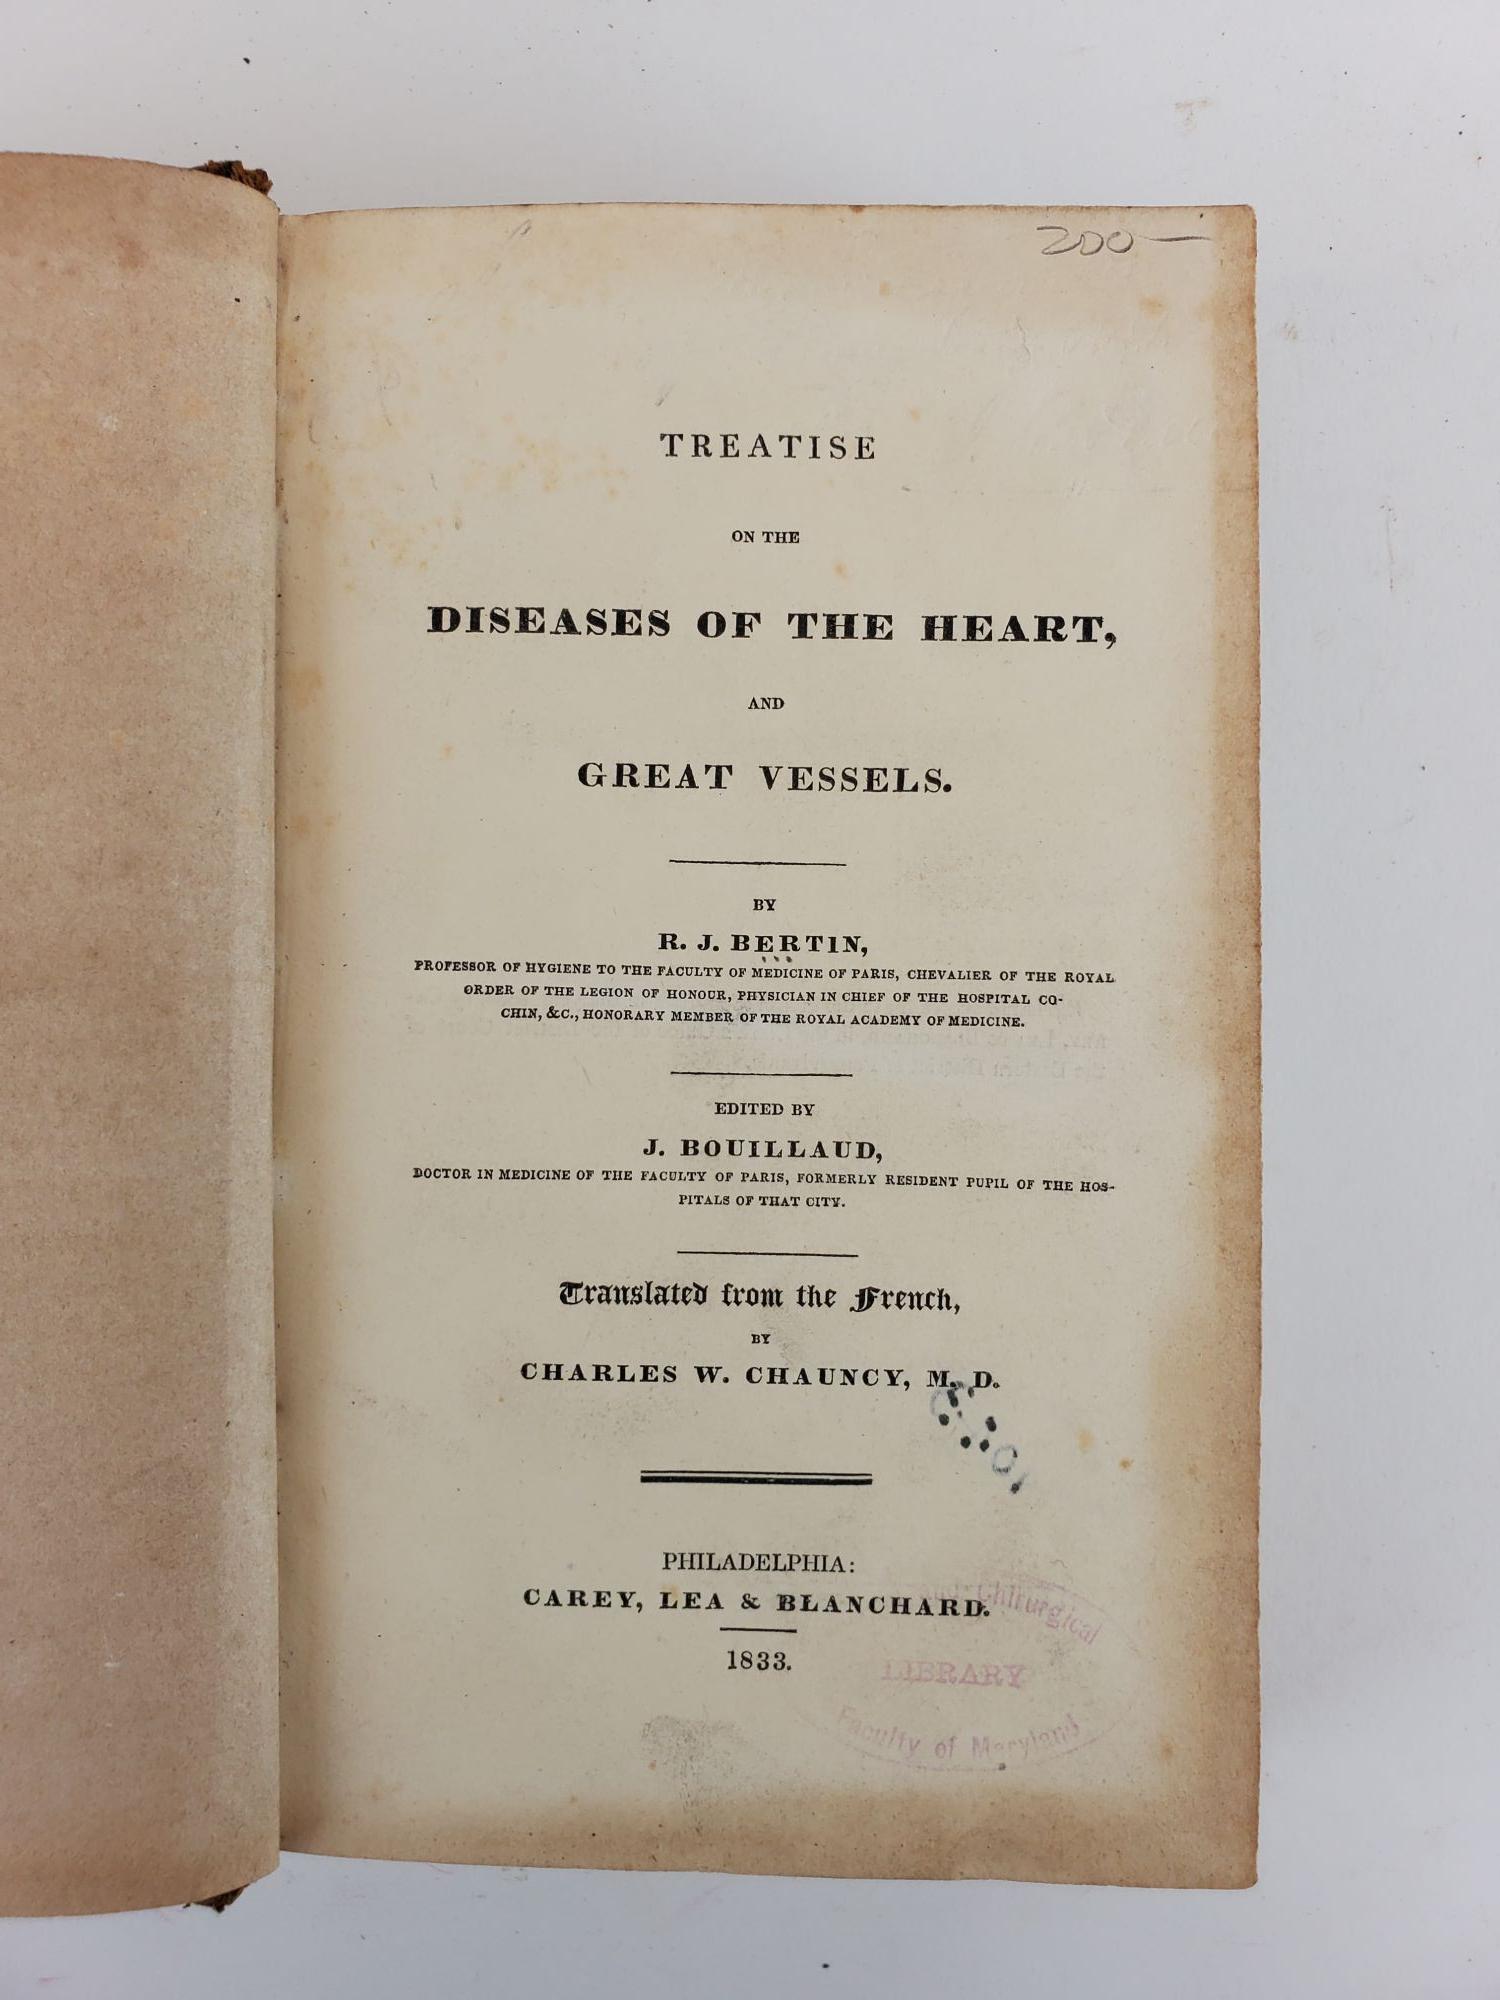 200—
TREATISE
ON THE
DISEASES OF THE HEART,
AND
GREAT VESSELS.
BY
R. J. BERTIN,
PROFESSOR OF HYGIENE TO THE FACULTY OF MEDICINE OF PARIS, CHEVALIER OF THE ROYAL
ORDER OF THE LEGION OF HONOUR, PHYSICIAN IN CHIEF OF THE HOSPITAL CO-
CHIN, &C., HONORARY MEMBER OF THE ROYAL ACADEMY OF MEDICINE.
EDITED BY
J. BOUILLAUD,
DOCTOR IN MEDICINE OF THE FACULTY OF PARIS, FORMERLY RESIDENT PUPIL OF THE HOS-
PITALS OF THAT CITY.
Translated from the French,
BY
CHARLES W. CHAUNCY, M. D.
PHILADELPHIA:
CAREY, LEA & BLANCHARD.
1833.
and Chirurgical
LIBRARY
Faculty of Maryland